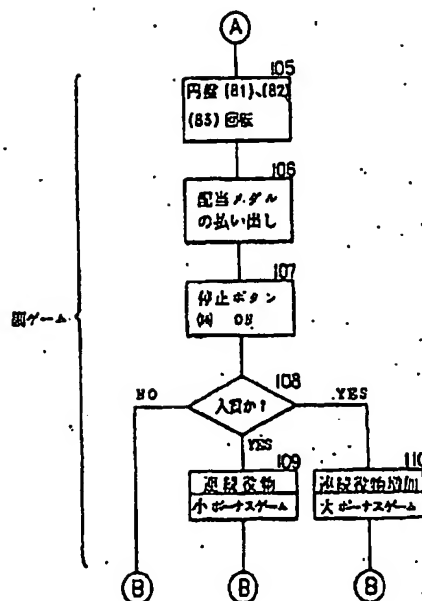 A
105
円盤(81)、(82)
(83)回転
106
配当メダル
の払い出し
107
停止ボタン
ON
ゲーム
108
入目か?
NO
YES
YES
109
110
小ボーナスゲーム
大ボーナスゲーム
B
B
B